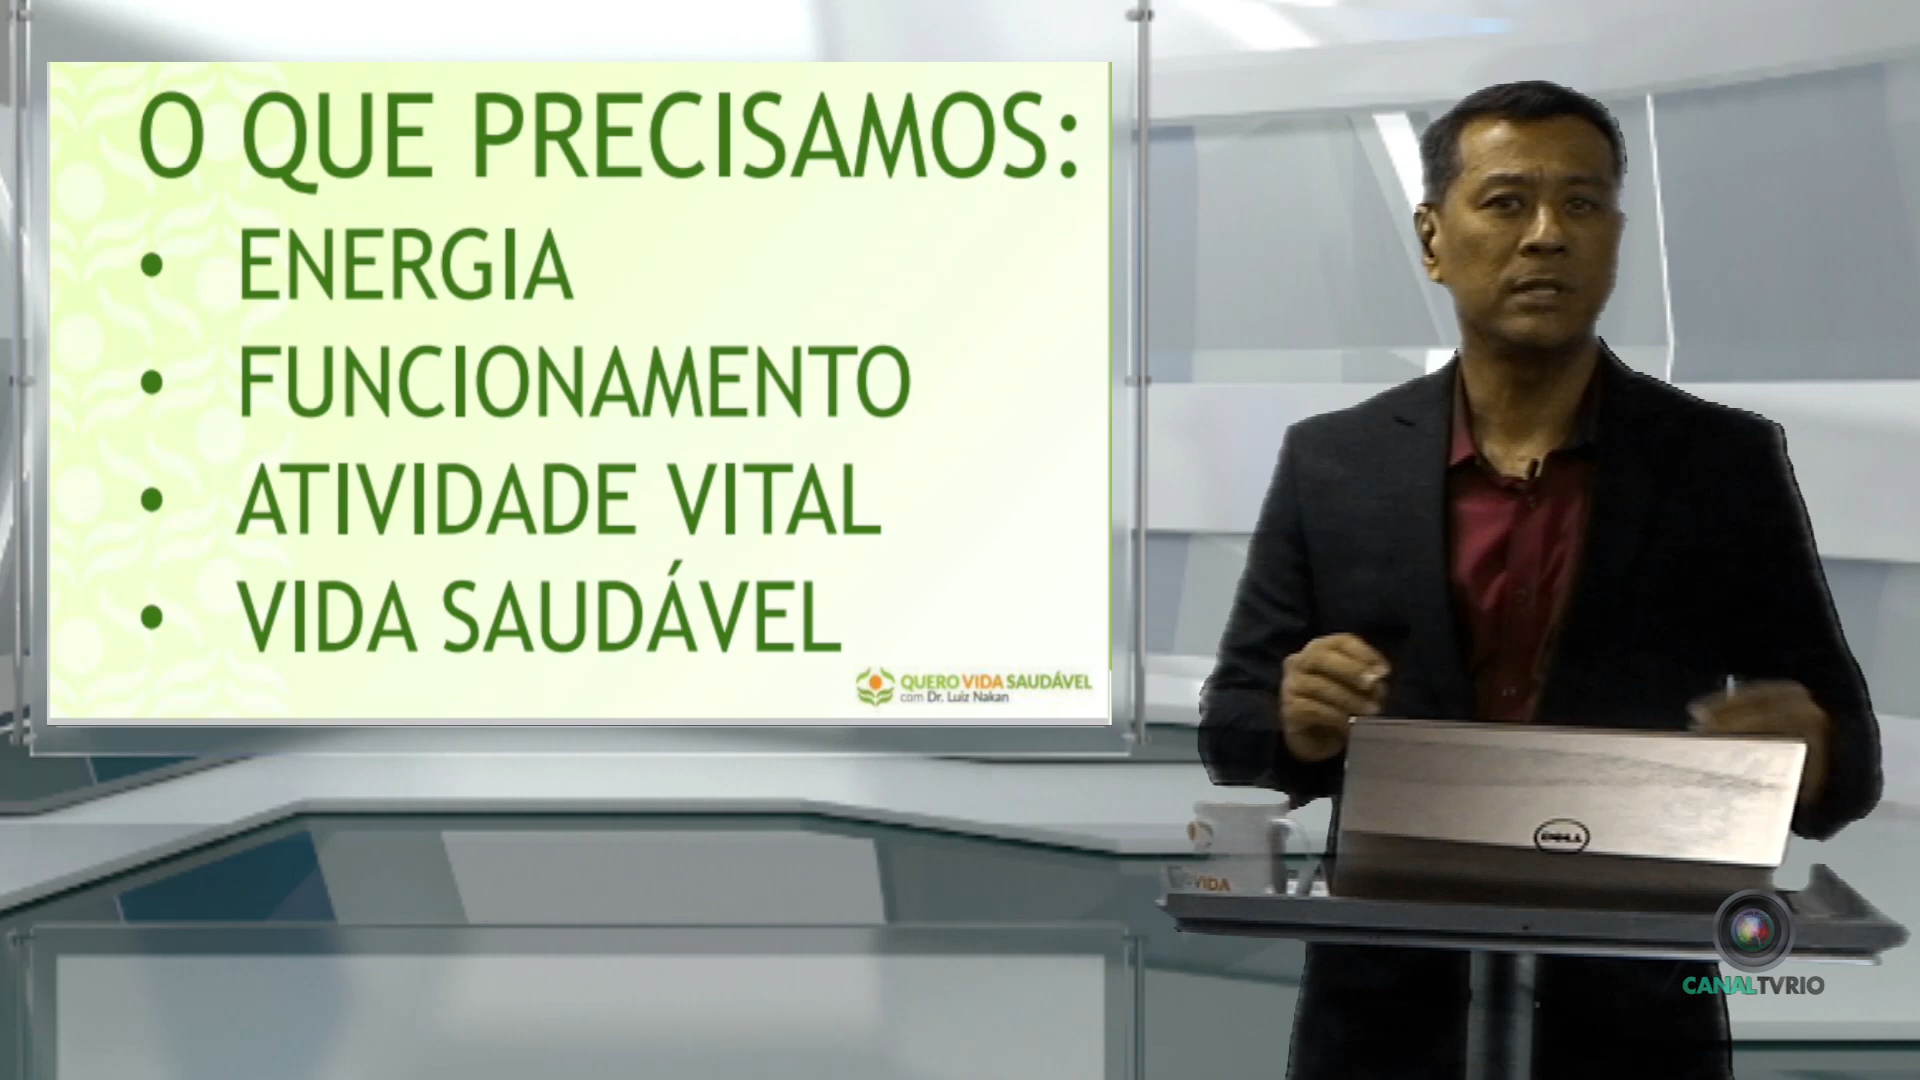 O QUE PRECISAMOS:
• ENERGIA
• FUNCIONAMENTO
• ATIVIDADE VITAL
• VIDA SAUDÁVEL
QUERO VIDA SAUDÁVEL
com Dr. Luiz Nakan
DELL
VIDA
CANALTVRIO